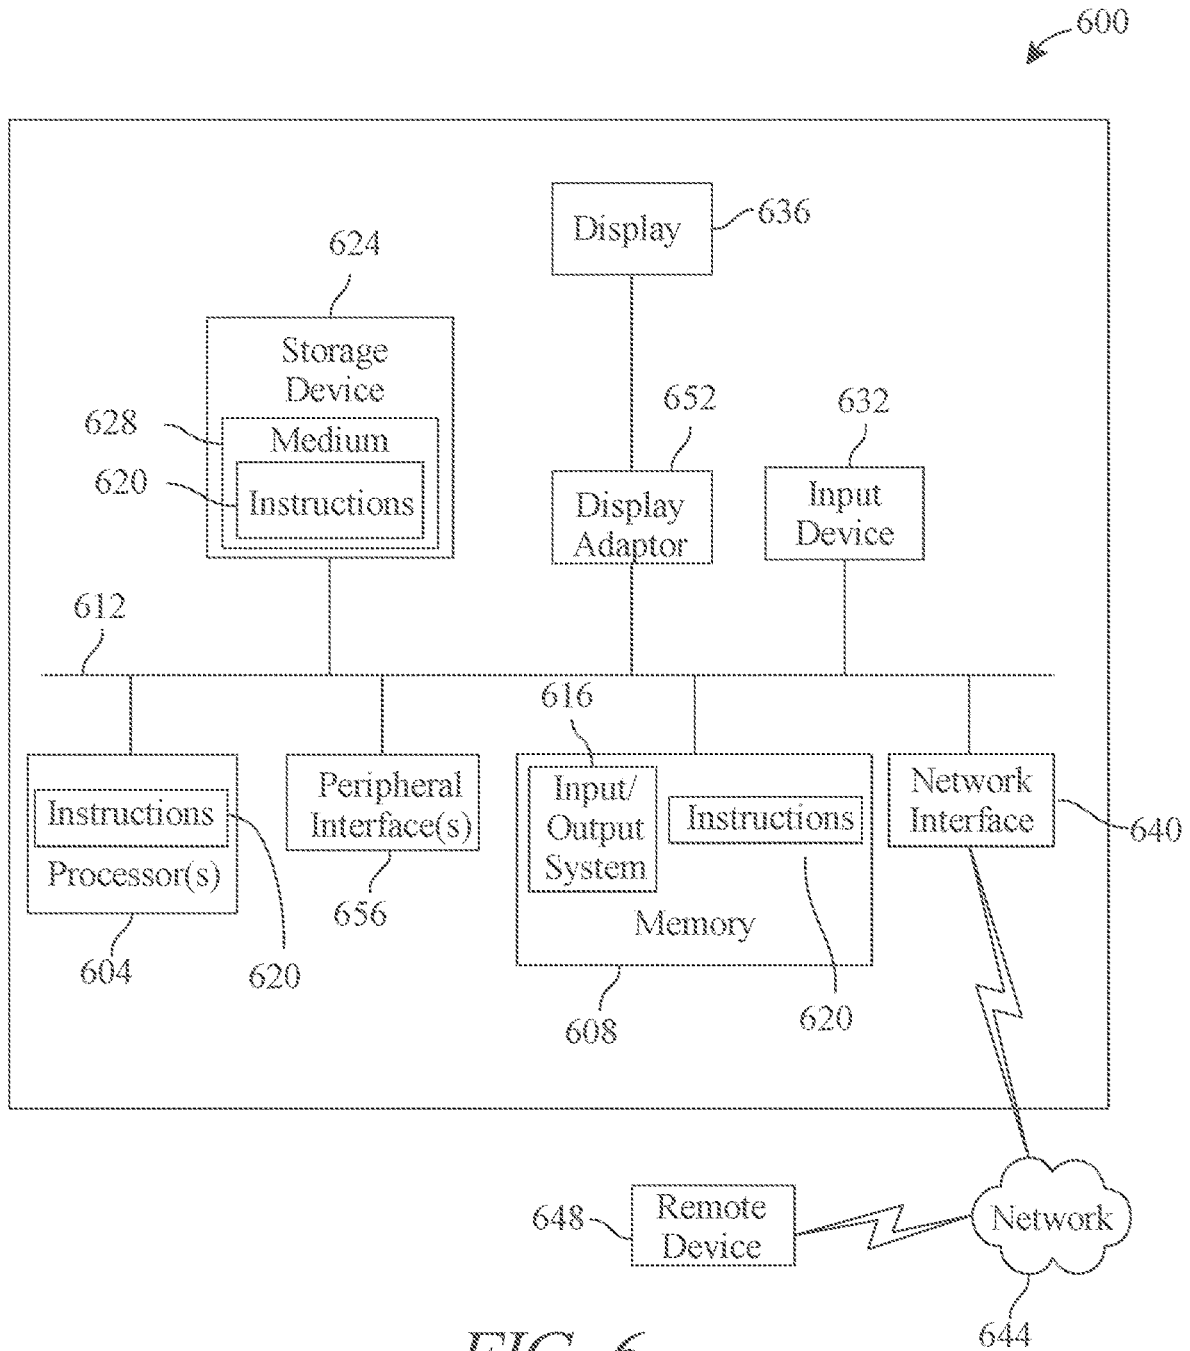 600
Display
636
624
Storage
Device
628
Medium
620
Instructions
652
Display
Adaptor
632
Input
Device
612
616
Instructions
Processor(s)
604
620
Peripheral
Interface(s)
656
Input/
Output
System
Instructions
Memory
608
620
Network
Interface
640
648
Remote
Device
Network
644
FIG. 6